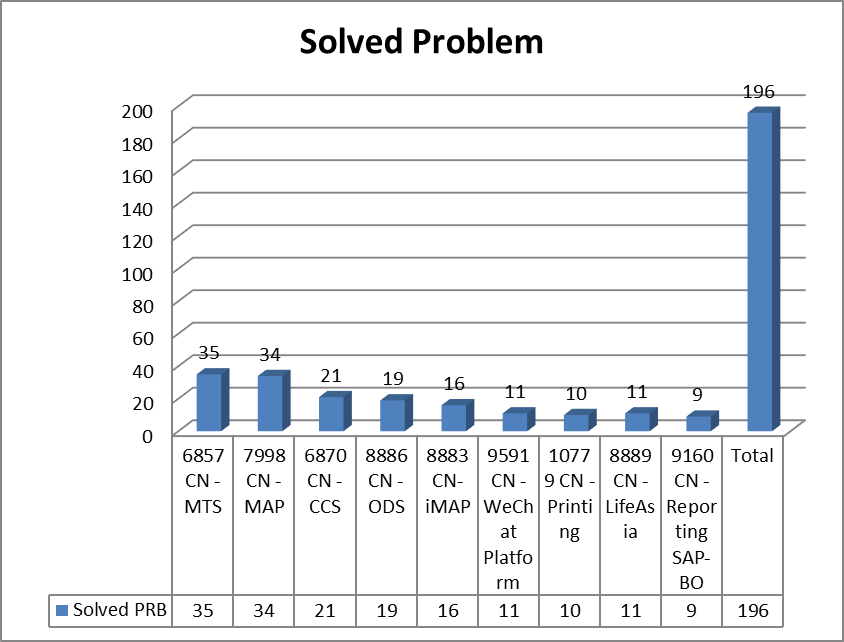 Solved Problem
200
180
160
140
120
100
80
60
40
20
0
35
34
21
19
16
11
10
11
9
196
6857
CN -
MTS
7998
CN -
MAP
6870
CN -
CCS
8886
CN -
ODS
8883
CN-
iMAP
9591
CN -
WeCh
at
Platfo
rm
1077
9 CN -
Printi
ng
8889
CN -
LifeAs
ia
9160
CN -
Repor
ting
SAP-
BO
Total
Solved PRB 35 34 21 19 16 11 10 11 9 196